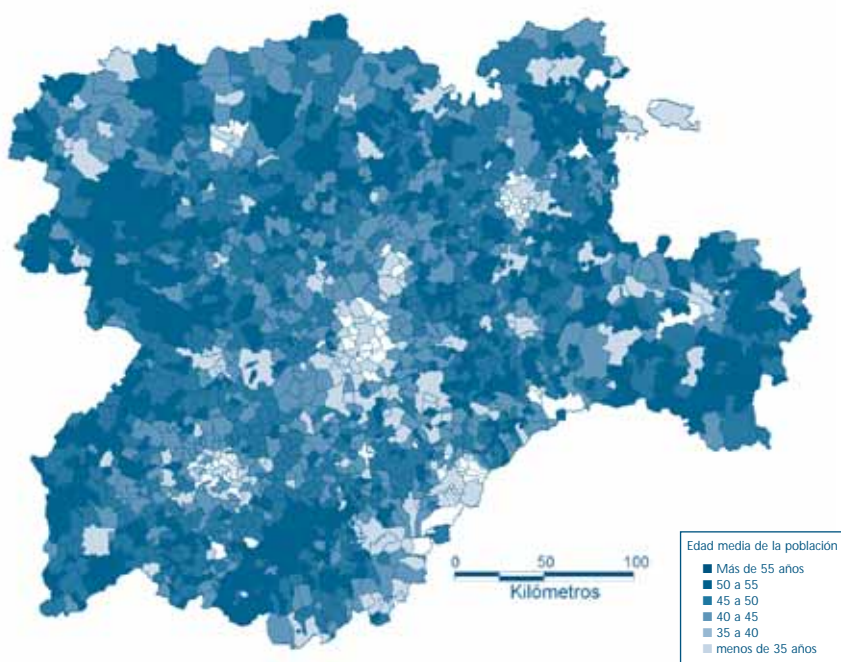 0 50 100
Kilómetros
Edad media de la población
Más de 55 años
50 a 55
45 a 50
40 a 45
35 a 40
menos de 35 años